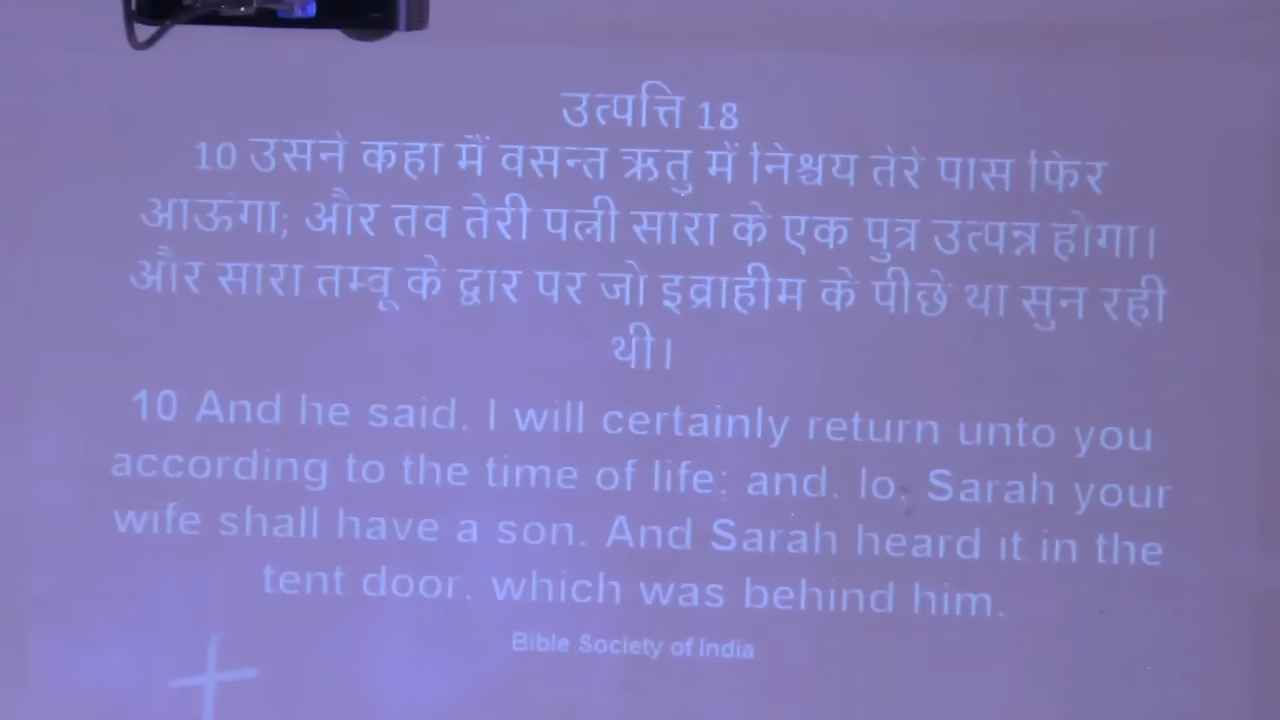 उत्पत्ति 18
10 उसने कहा मैं वसन्त ऋतु में निश्चय तेरे पास फिर
आऊंगा; और तव तेरी पत्नी सारा के एक पुत्र उत्पन्न होगा।
और सारा तम्वू के द्वार पर जो इव्राहीम के पीछे था सुन रही
थी।
10 And he said, I will certainly return unto you
according to the time of life; and, lo, Sarah your
wife shall have a son. And Sarah heard it in the
tent door, which was behind him.
Bible Society of India